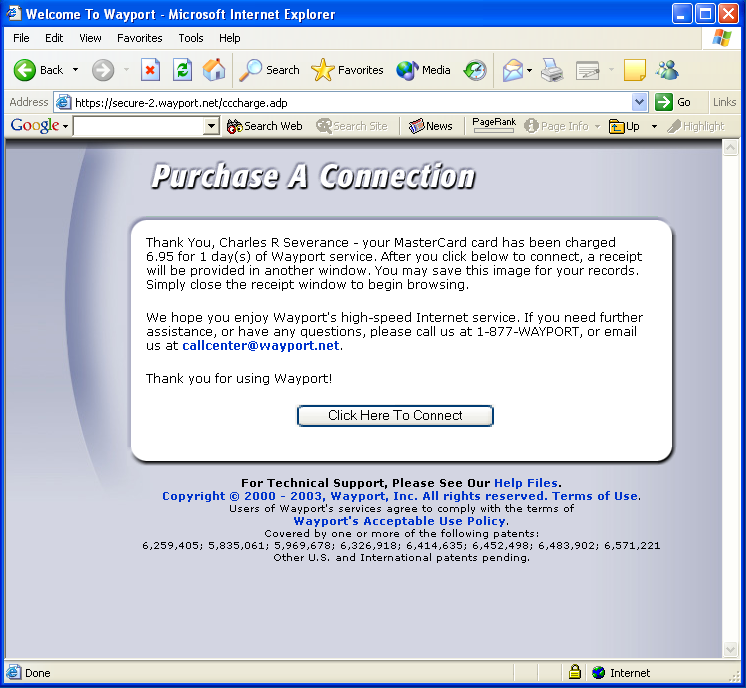 Welcome To Wayport - Microsoft Internet Explorer
File Edit View Favorites Tools Help
Back Search Favorites Media
Address https://secure-2.wayport.net/cccharge.adp Go Links
Google Search Web Search Site News PageRank Page Info Up Highlight
Purchase A Connection
Thank You, Charles R Severance - your MasterCard card has been charged
6.95 for 1 day(s) of Wayport service. After you click below to connect, a receipt
will be provided in another window. You may save this image for your records.
Simply close the receipt window to begin browsing.
We hope you enjoy Wayport's high-speed Internet service. If you need further
assistance, or have any questions, please call us at 1-877-WAYPORT, or email
us at callcenter@wayport.net.
Thank you for using Wayport!
Click Here To Connect
For Technical Support, Please See Our Help Files.
Copyright © 2000 - 2003, Wayport, Inc. All rights reserved. Terms of Use.
Users of Wayport's services agree to comply with the terms of
Wayport's Acceptable Use Policy.
Covered by one or more of the following patents:
6,259,405; 5,835,061; 5,969,678; 6,326,918; 6,414,635; 6,452,498; 6,483,902; 6,571,221
Other U.S. and International patents pending.
Done Internet